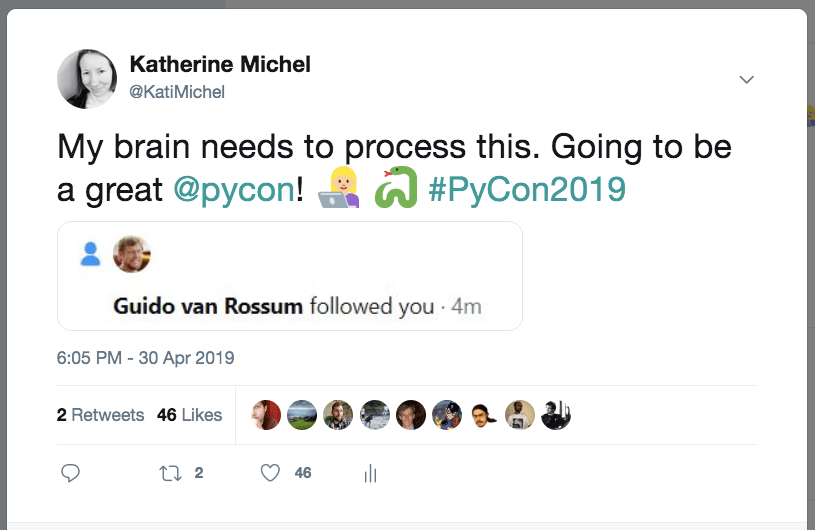 Katherine Michel
@KatiMichel
My brain needs to process this. Going to be
a great @pycon! 👩🏼‍💻 🐍 #PyCon2019
Guido van Rossum followed you · 4m
6:05 PM - 30 Apr 2019
2 Retweets 46 Likes
2 46